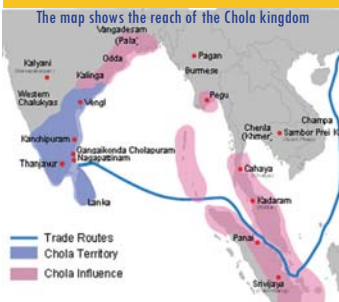 The map shows the reach of the Chola kingdom
Vangadesam
(Pala)
Odda
Kalyani
Kalinga
Western
Chalukyas
Vengi
Pagan
Burmese
Pegu
Kanchipuram
Gangaikonda Cholapuram
Nagapattinam
Thanjavur
Lanka
Champa
Chenla
(Khmer)
Sambor Prei K
Cahaya
Kadaram
Panai
Srivijaya
Trade Routes
Chola Territory
Chola Influence